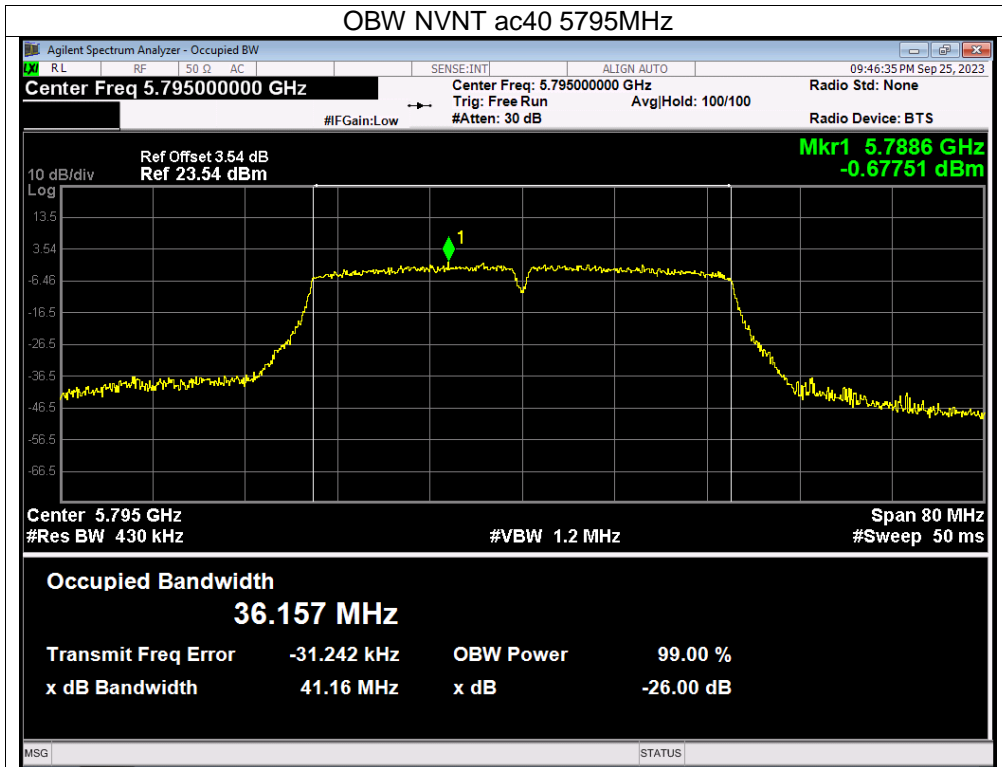 OBW NVNT ac40 5795MHz
Agilent Spectrum Analyzer - Occupied BW
LXI RL RF 50 Ω AC SENSE:INT ALIGN AUTO 09:46:35 PM Sep 25, 2023
Center Freq 5.795000000 GHz Center Freq: 5.795000000 GHz Radio Std: None
Trig: Free Run Avg|Hold: 100/100
#IFGain:Low #Atten: 30 dB Radio Device: BTS
Mkr1 5.7886 GHz
-0.67751 dBm
Ref Offset 3.54 dB
10 dB/div Ref 23.54 dBm
Log
13.5
3.54
-6.46
-16.5
-26.5
-36.5
-46.5
-56.5
-66.5
1
Center 5.795 GHz Span 80 MHz
#Res BW 430 kHz #VBW 1.2 MHz #Sweep 50 ms
Occupied Bandwidth
36.157 MHz
Transmit Freq Error -31.242 kHz OBW Power 99.00 %
x dB Bandwidth 41.16 MHz x dB -26.00 dB
MSG STATUS